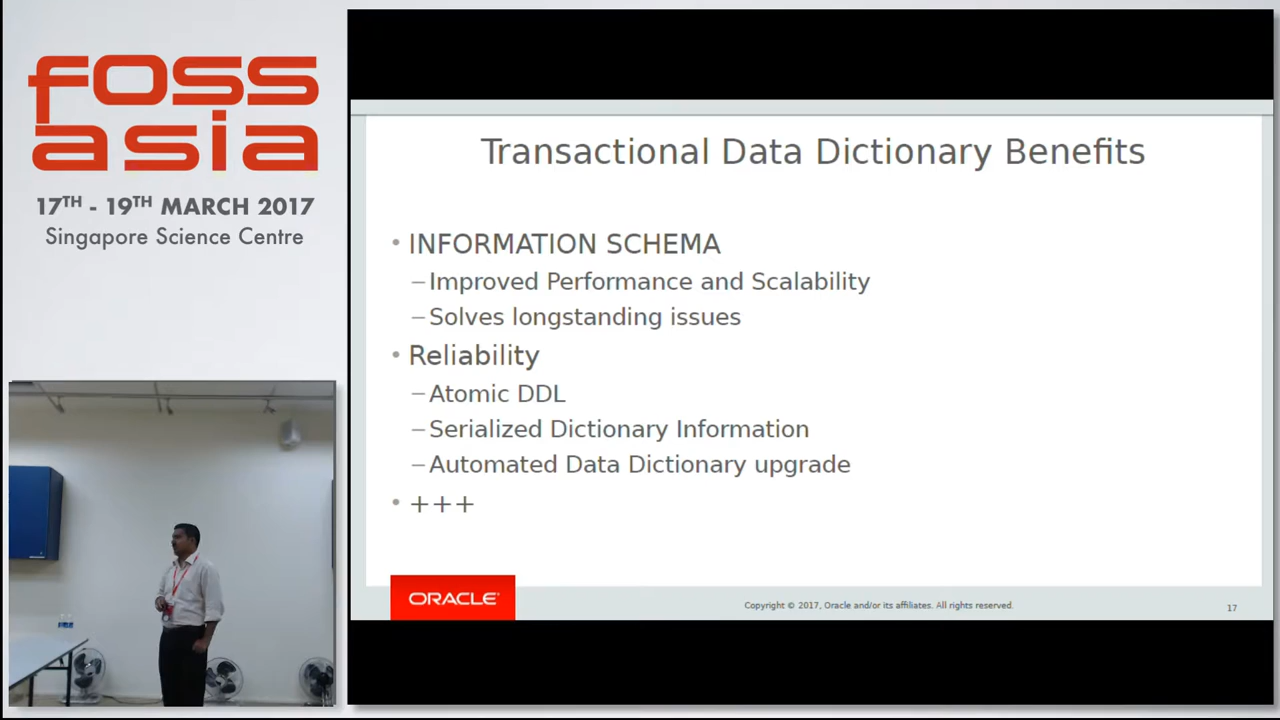 foss
asia
17TH - 19TH MARCH 2017
Singapore Science Centre
Transactional Data Dictionary Benefits
• INFORMATION SCHEMA
–Improved Performance and Scalability
–Solves longstanding issues
• Reliability
–Atomic DDL
–Serialized Dictionary Information
–Automated Data Dictionary upgrade
• +++
ORACLE
Copyright © 2017, Oracle and/or its affiliates. All rights reserved.
17